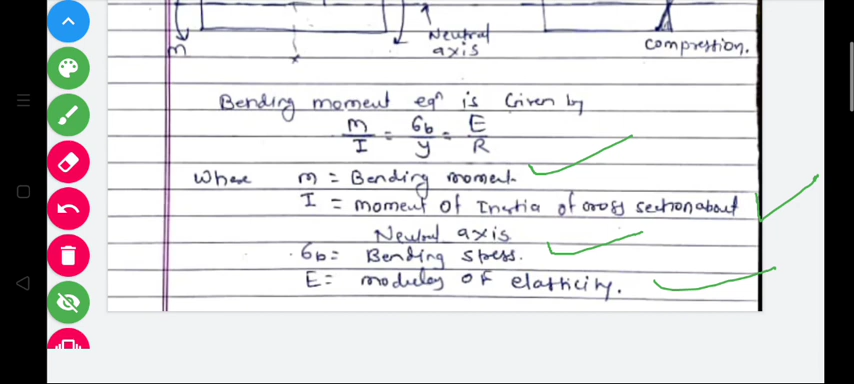 m
Neutral
axis
x
compression.
Bending moment eqⁿ is Given by
m/I = σb/y = E/R
Where m = Bending moment
I = moment of Inertia of cross section about
Neutral axis
σb = Bending stress.
E = modulus OF elasticity.